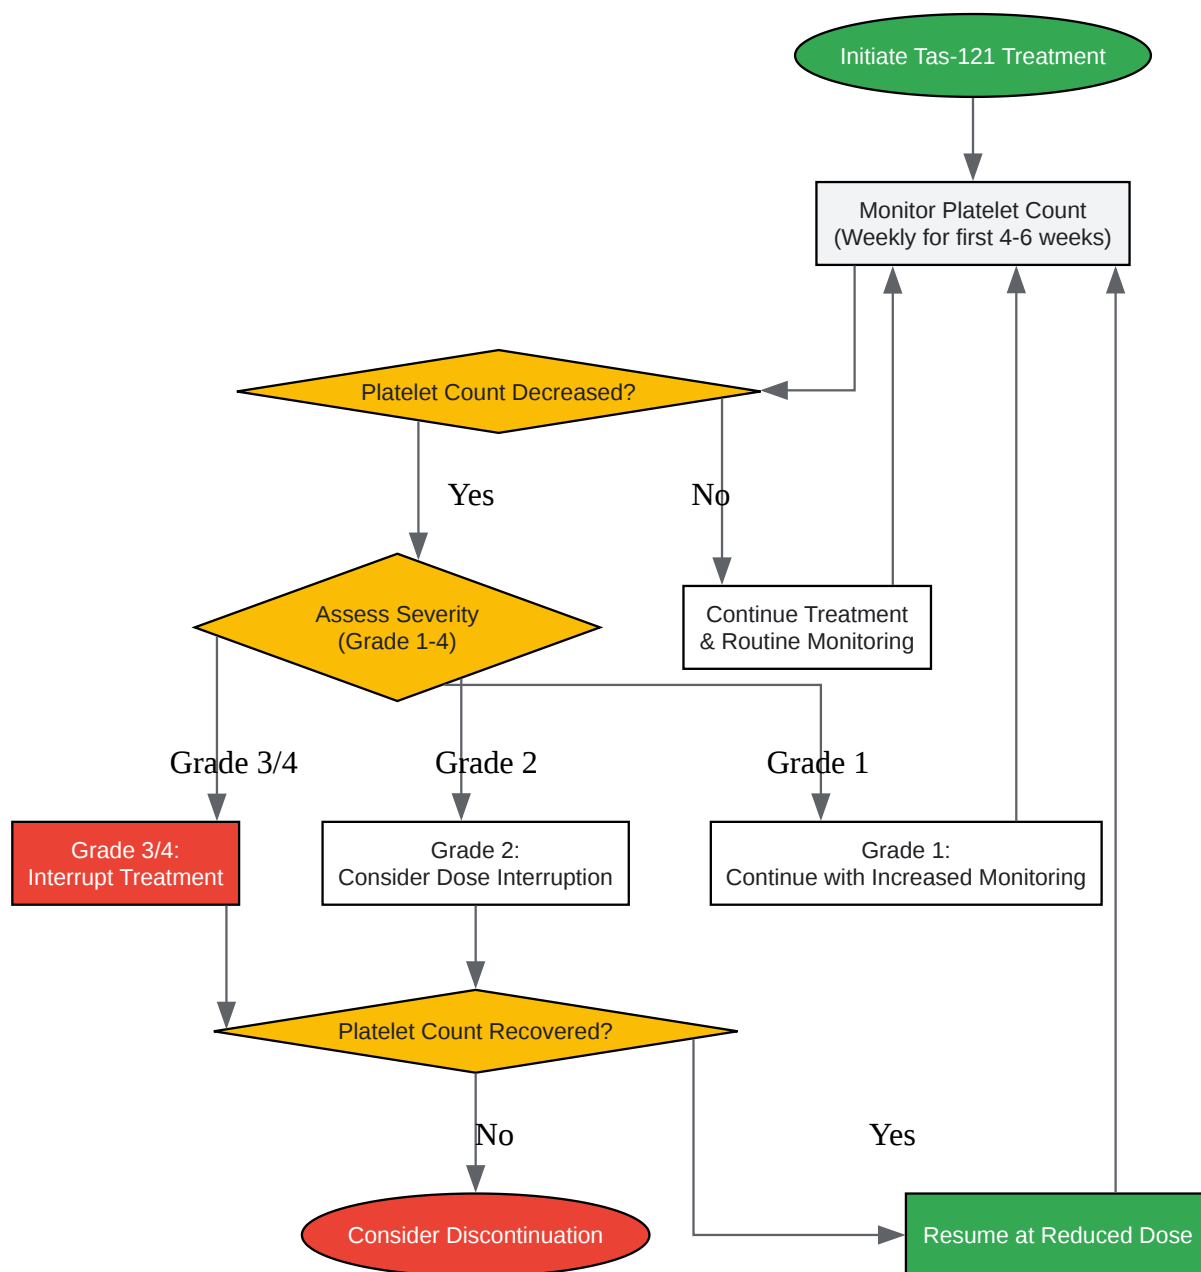 Initiate Tas-121 Treatment
Monitor Platelet Count
(Weekly for first 4-6 weeks)
Platelet Count Decreased?
Yes
No
Assess Severity
(Grade 1-4)
Continue Treatment
& Routine Monitoring
Grade 3/4
Grade 2
Grade 1
Grade 3/4:
Interrupt Treatment
Grade 2:
Consider Dose Interruption
Grade 1:
Continue with Increased Monitoring
Platelet Count Recovered?
No
Yes
Consider Discontinuation
Resume at Reduced Dose